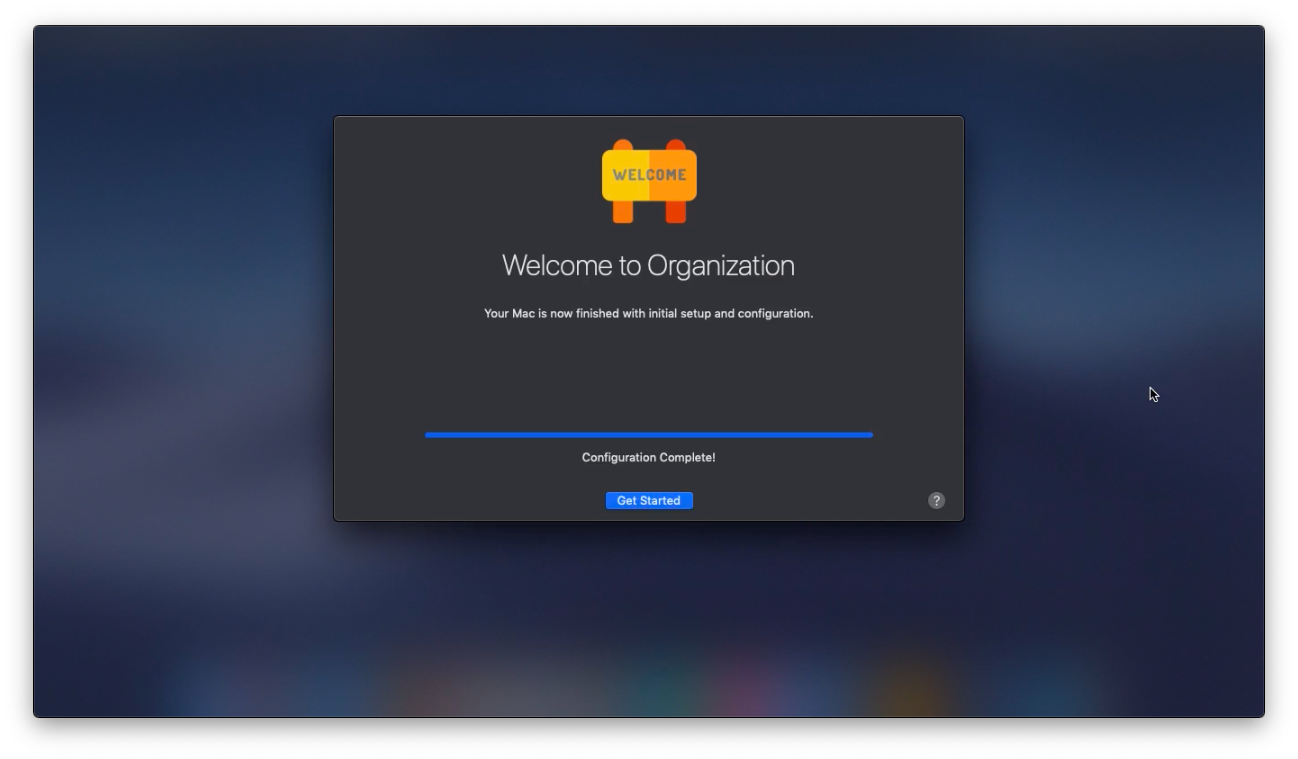 WELCOME
Welcome to Organization
Your Mac is now finished with initial setup and configuration.
Configuration Complete!
Get Started
?